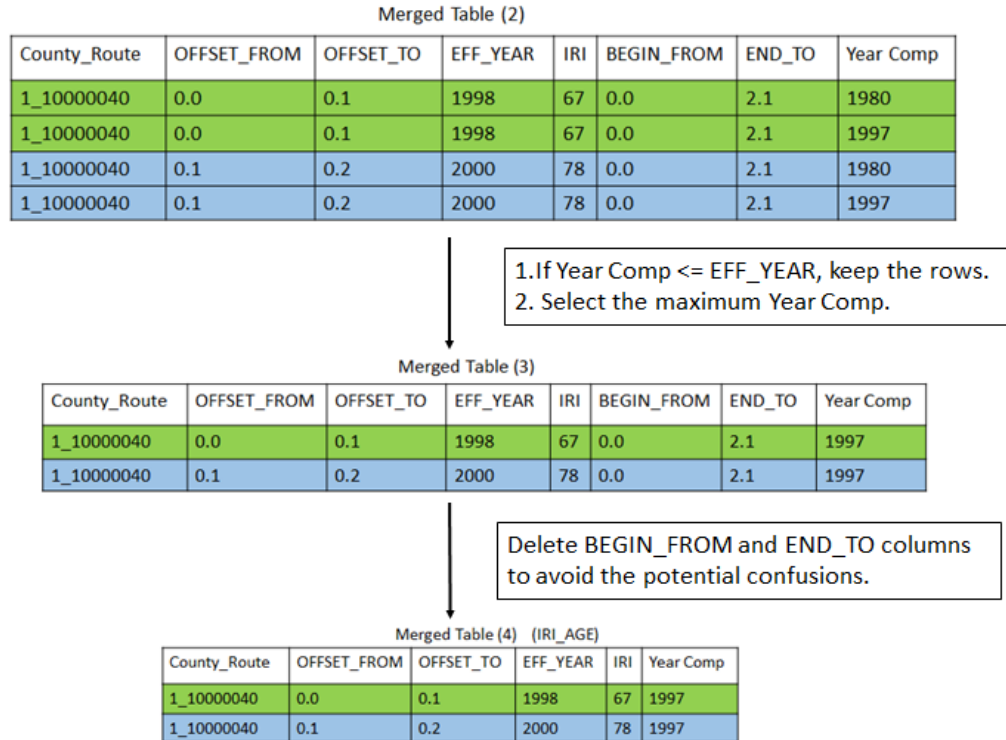 Merged Table (2)
County_Route OFFSET_FROM OFFSET_TO EFF_YEAR IRI BEGIN_FROM END_TO Year Comp
1_10000040 0.0 0.1 1998 67 0.0 2.1 1980
1_10000040 0.0 0.1 1998 67 0.0 2.1 1997
1_10000040 0.1 0.2 2000 78 0.0 2.1 1980
1_10000040 0.1 0.2 2000 78 0.0 2.1 1997
1.If Year Comp <= EFF_YEAR, keep the rows.
2. Select the maximum Year Comp.
Merged Table (3)
County_Route OFFSET_FROM OFFSET_TO EFF_YEAR IRI BEGIN_FROM END_TO Year Comp
1_10000040 0.0 0.1 1998 67 0.0 2.1 1997
1_10000040 0.1 0.2 2000 78 0.0 2.1 1997
Delete BEGIN_FROM and END_TO columns
to avoid the potential confusions.
Merged Table (4) (IRI_AGE)
County_Route OFFSET_FROM OFFSET_TO EFF_YEAR IRI Year Comp
1_10000040 0.0 0.1 1998 67 1997
1_10000040 0.1 0.2 2000 78 1997